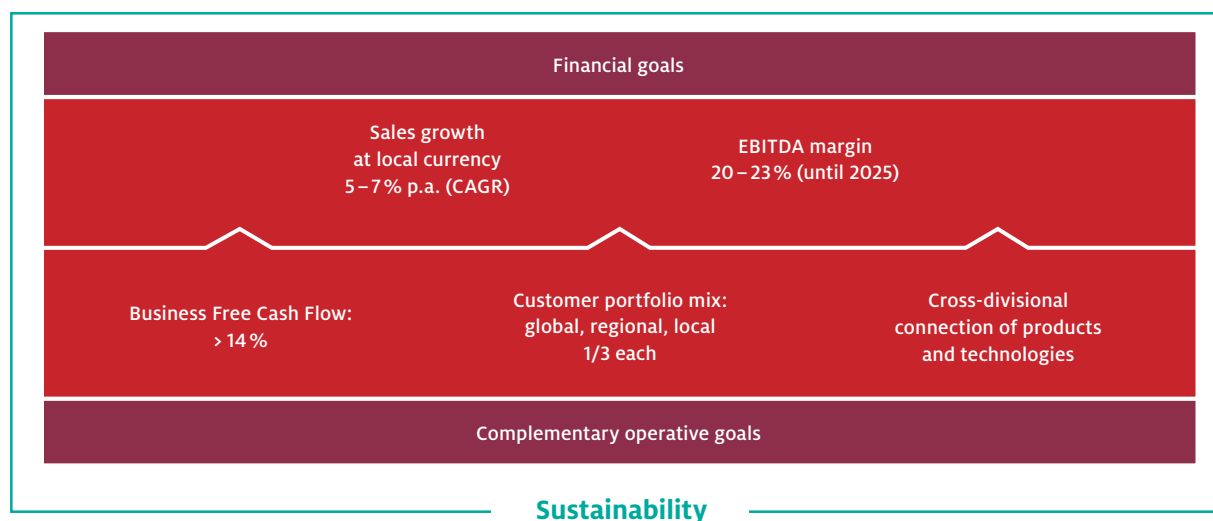 Financial goals
Sales growth
at local currency
5 – 7 % p.a. (CAGR)
EBITDA margin
20 – 23 % (until 2025)
Business Free Cash Flow:
> 14 %
Customer portfolio mix:
global, regional, local
1/3 each
Cross-divisional
connection of products
and technologies
Complementary operative goals
Sustainability